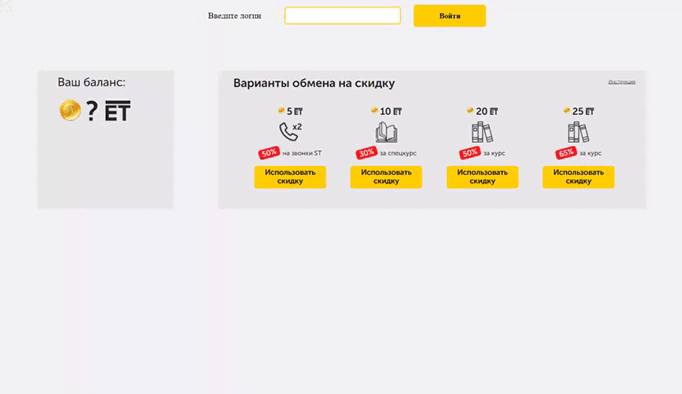 Введите логин
Войти
Ваш баланс:
? ET
Варианты обмена на скидку
Инструкция
5 ET
x2
50% на звонки ST
Использовать
скидку
10 ET
30% за спецкурс
Использовать
скидку
20 ET
50% за курс
Использовать
скидку
25 ET
65% за курс
Использовать
скидку